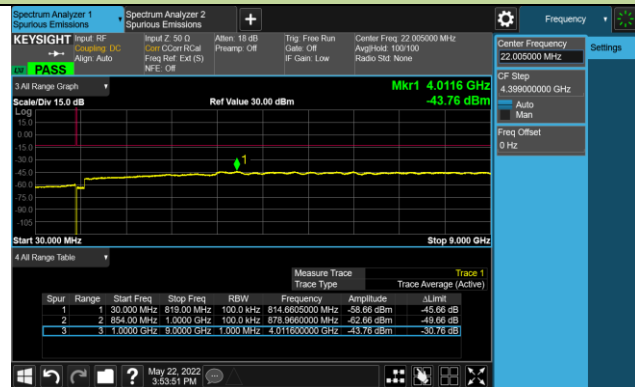 Spectrum Analyzer 1
Spurious Emissions
Spectrum Analyzer 2
Spurious Emissions
+
Frequency
KEYSIGHT
Input: RF
Coupling: DC
Align: Auto
Input Z: 50 Ω
Corr CCorr RCal
Freq Ref: Ext (S)
NFE: Off
Atten: 18 dB
Preamp: Off
Trig: Free Run
Gate: Off
IF Gain: Low
Center Freq: 22.005000 MHz
Avg|Hold: 100/100
Radio Std: None
PASS
Center Frequency
22.005000 MHz
Settings
CF Step
4.399000000 GHz
Auto
Man
Freq Offset
0 Hz
3 All Range Graph
Mkr1 4.0116 GHz
-43.76 dBm
Scale/Div 15.0 dB
Ref Value 30.00 dBm
Log
15.0
0.00
-15.0
-30.0
-45.0
-60.0
-75.0
-90.0
-105
1
Start 30.000 MHz
Stop 9.000 GHz
4 All Range Table
Measure Trace Trace 1
Trace Type Trace Average (Active)
Spur Range Start Freq Stop Freq RBW Frequency Amplitude ΔLimit
1 1 30.000 MHz 819.00 MHz 100.0 kHz 814.6605000 MHz -58.66 dBm -45.66 dB
2 2 854.00 MHz 1.0000 GHz 100.0 kHz 878.9660000 MHz -62.66 dBm -49.66 dB
3 3 1.0000 GHz 9.0000 GHz 1.000 MHz 4.011600000 GHz -43.76 dBm -30.76 dB
?
May 22, 2022
3:53:51 PM